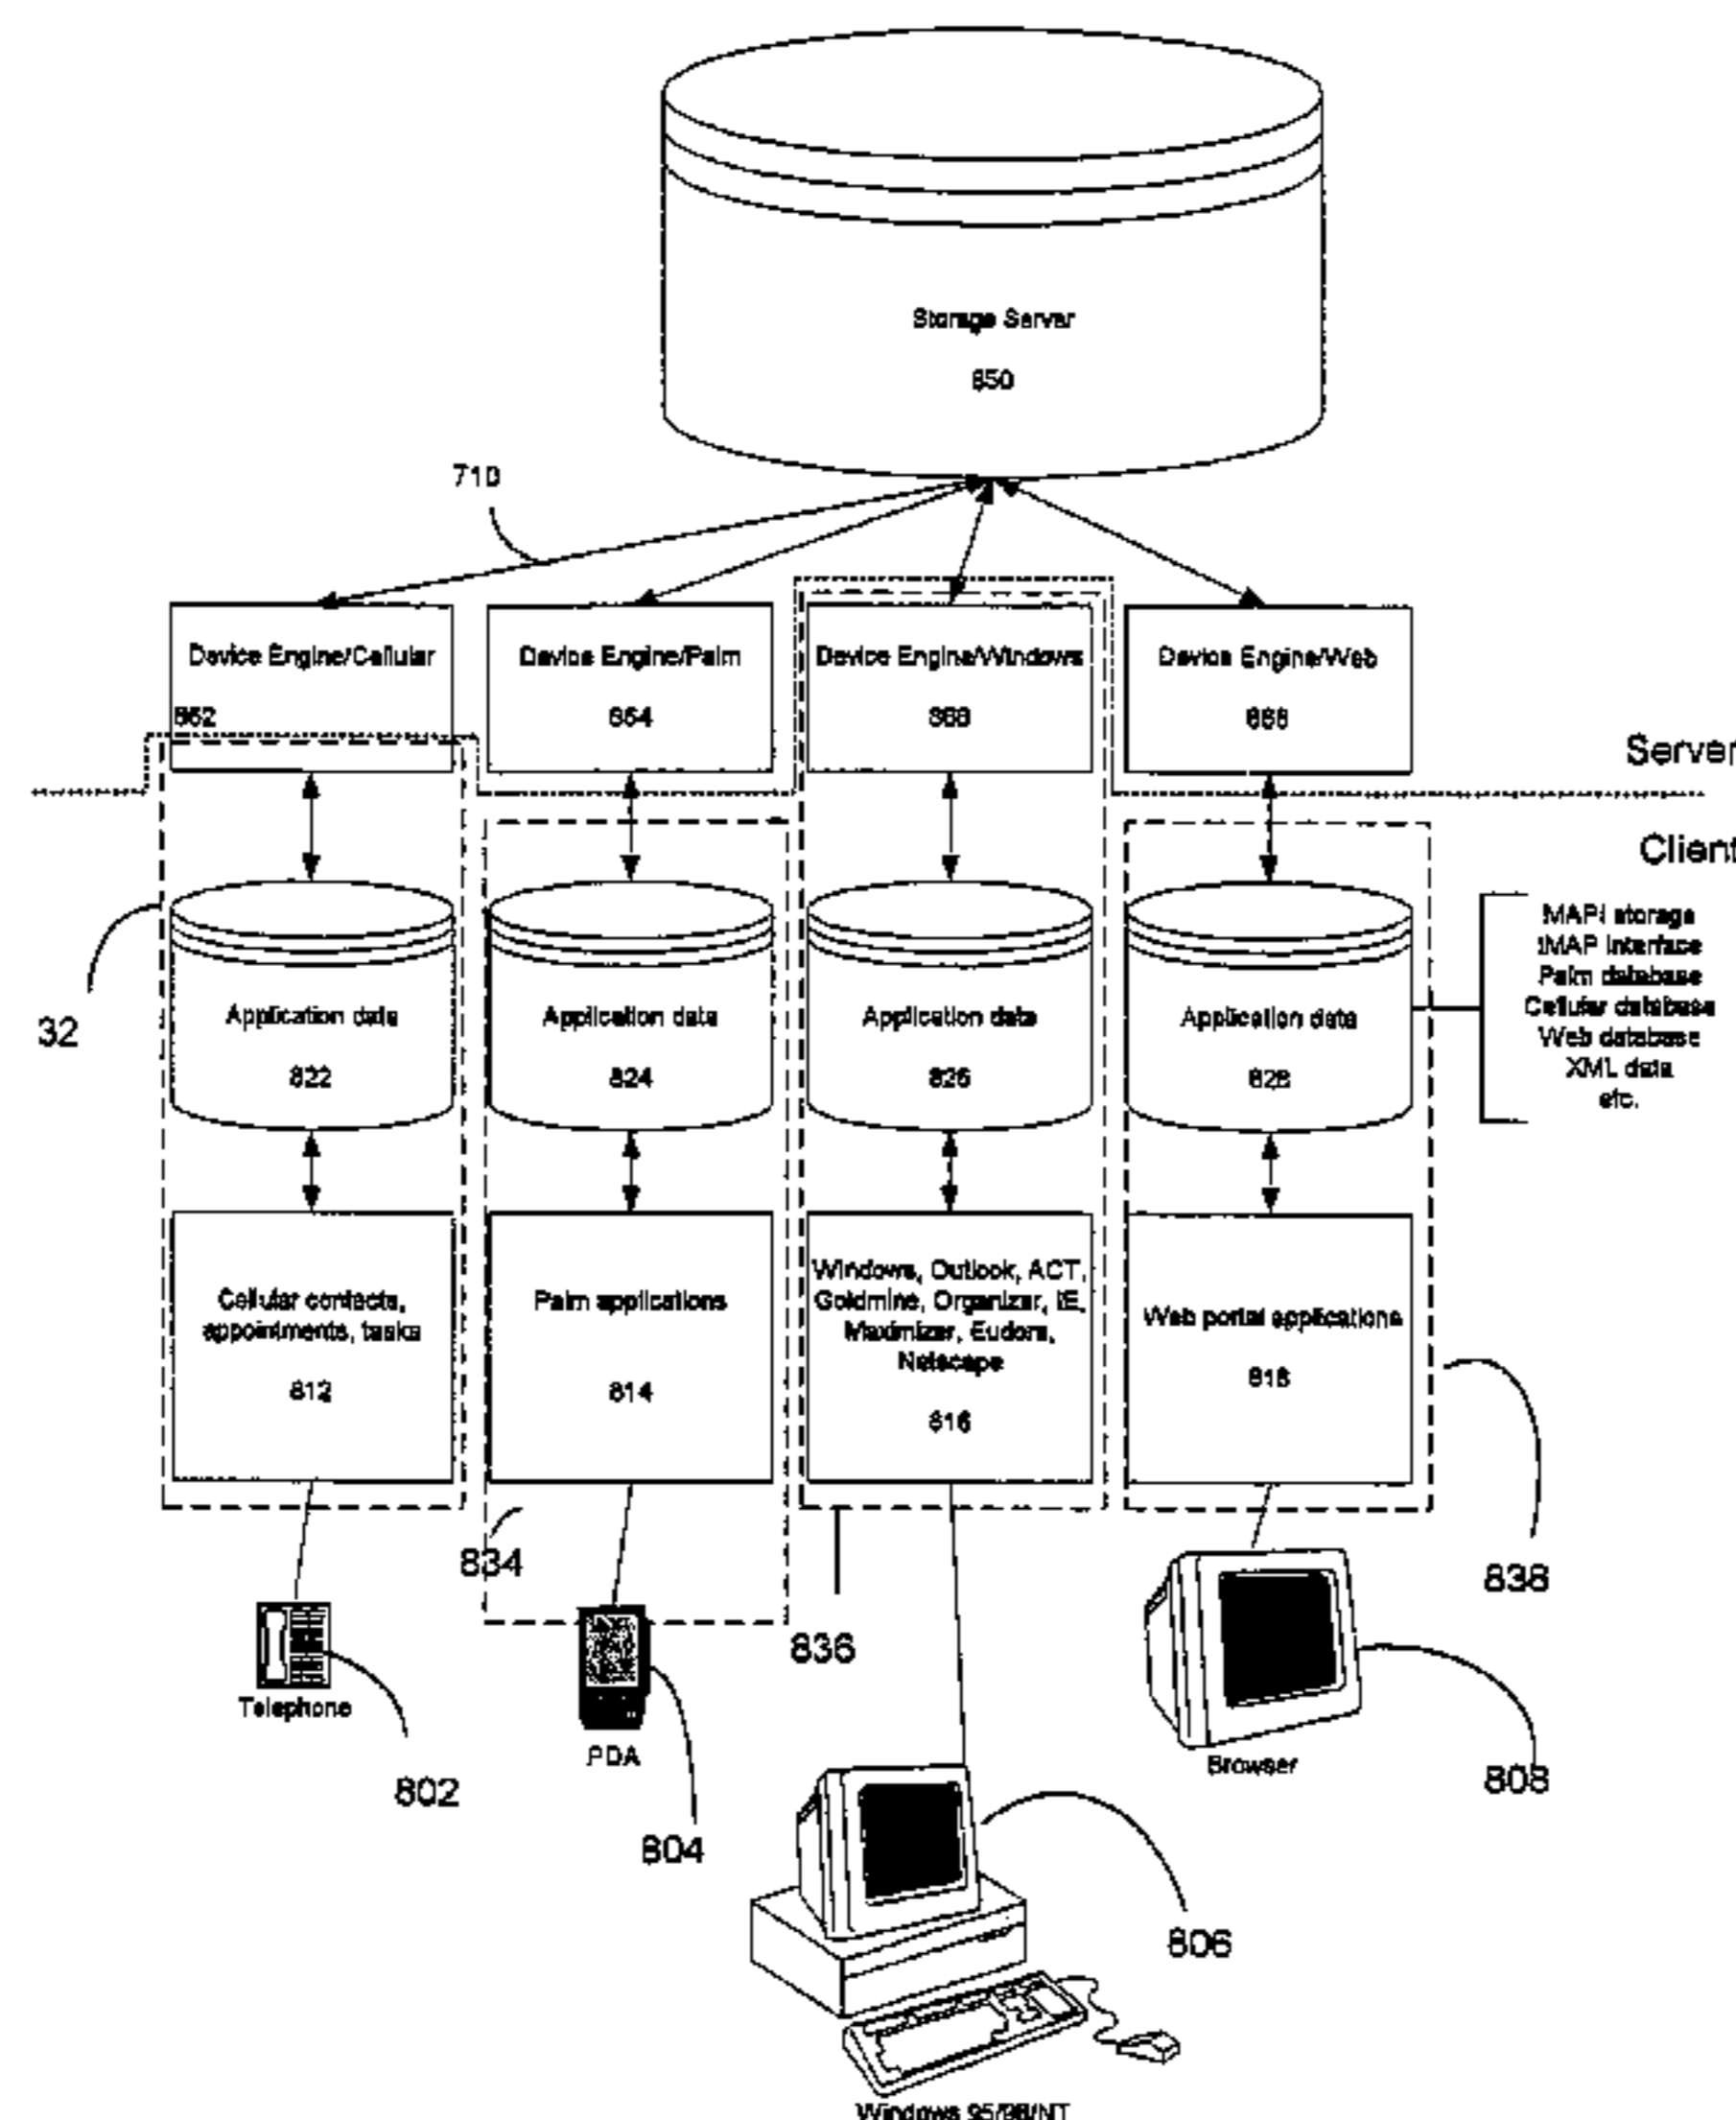 Storage Server
850
710
Device Engine/Cellular
862
Device Engine/Palm
864
Device Engine/Windows
Device Engine/Web
Server
Client
32
Application data
822
Application data
824
Application data
826
Application data
828
MAPI storage
IMAP Interface
Palm database
Cellular database
Web database
XML data
etc.
Cellular contacts,
appointments, tasks
812
Palm applications
814
Windows, Outlook, ACT,
Goldmine, Organizer, IE,
Maximizer, Eudora,
Netscape
816
Web portal applications
818
834
836
838
Telephone
802
PDA
804
806
Browser
808
Windows 95/98/NT